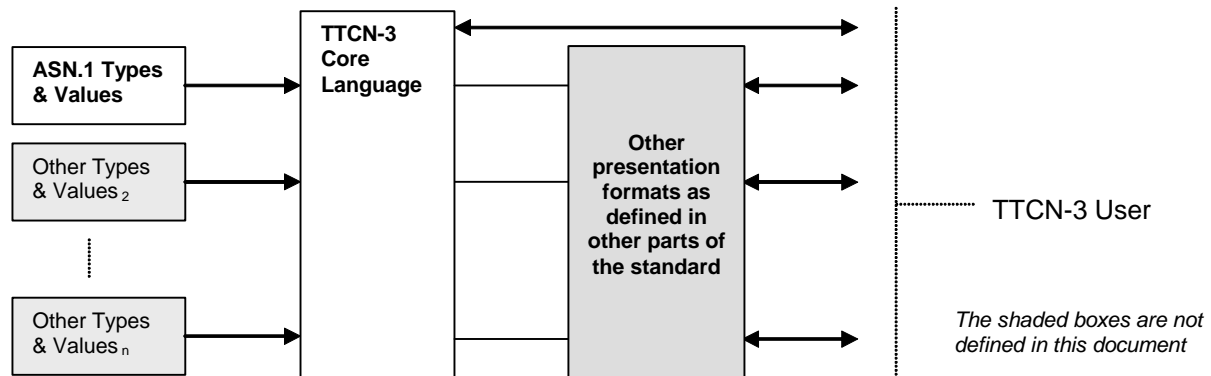 TTCN-3
Core
Language
ASN.1 Types
& Values
Other Types
& Values 2
Other Types
& Values n
Other
presentation
formats as
defined in
other parts of
the standard
TTCN-3 User
The shaded boxes are not
defined in this document